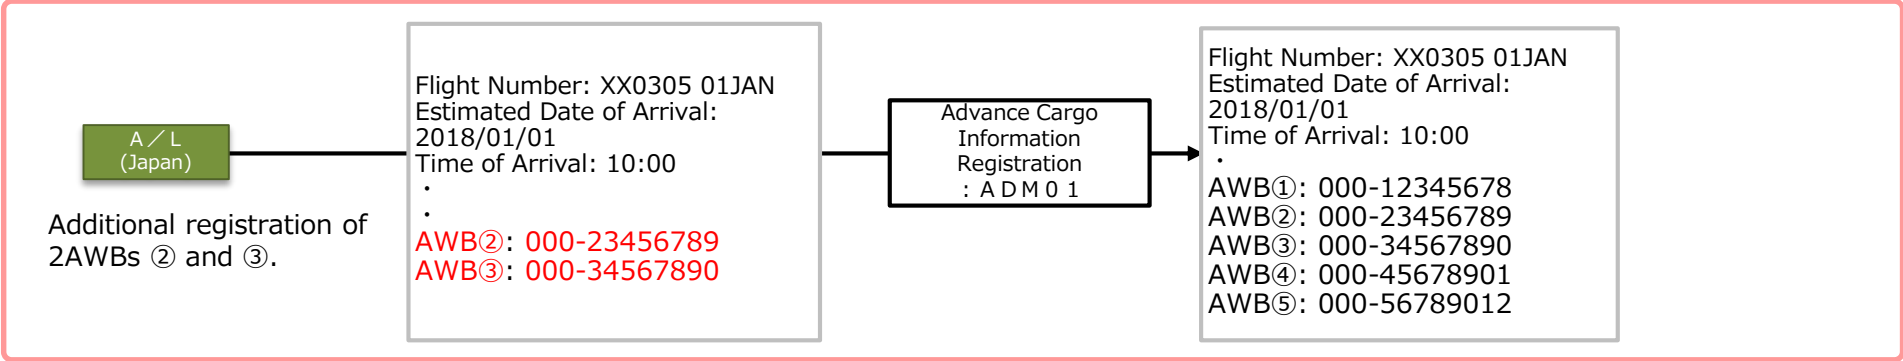 A／L
(Japan)
Additional registration of
2AWBs ② and ③.
Flight Number: XX0305 01JAN
Estimated Date of Arrival:
2018/01/01
Time of Arrival: 10:00
・
・
AWB②: 000-23456789
AWB③: 000-34567890
Advance Cargo
Information
Registration
：ＡＤＭ０１
Flight Number: XX0305 01JAN
Estimated Date of Arrival:
2018/01/01
Time of Arrival: 10:00
・
AWB①: 000-12345678
AWB②: 000-23456789
AWB③: 000-34567890
AWB④: 000-45678901
AWB⑤: 000-56789012